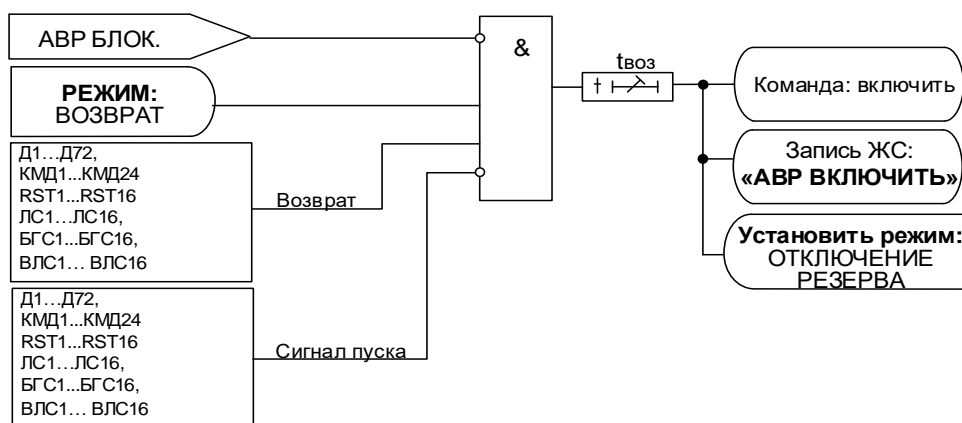 АВР БЛОК.
РЕЖИМ:
ВОЗВРАТ
Д1...Д72,
КМД1...КМД24
RST1...RST16
ЛС1...ЛС16,
БГС1...БГС16,
ВЛС1... ВЛС16
Возврат
Д1...Д72,
КМД1...КМД24
RST1...RST16
ЛС1...ЛС16,
БГС1...БГС16,
ВЛС1... ВЛС16
Сигнал пуска
&
tвоз
t
Команда: включить
Запись ЖС:
«АВР ВКЛЮЧИТЬ»
Установить режим:
ОТКЛЮЧЕНИЕ
РЕЗЕРВА